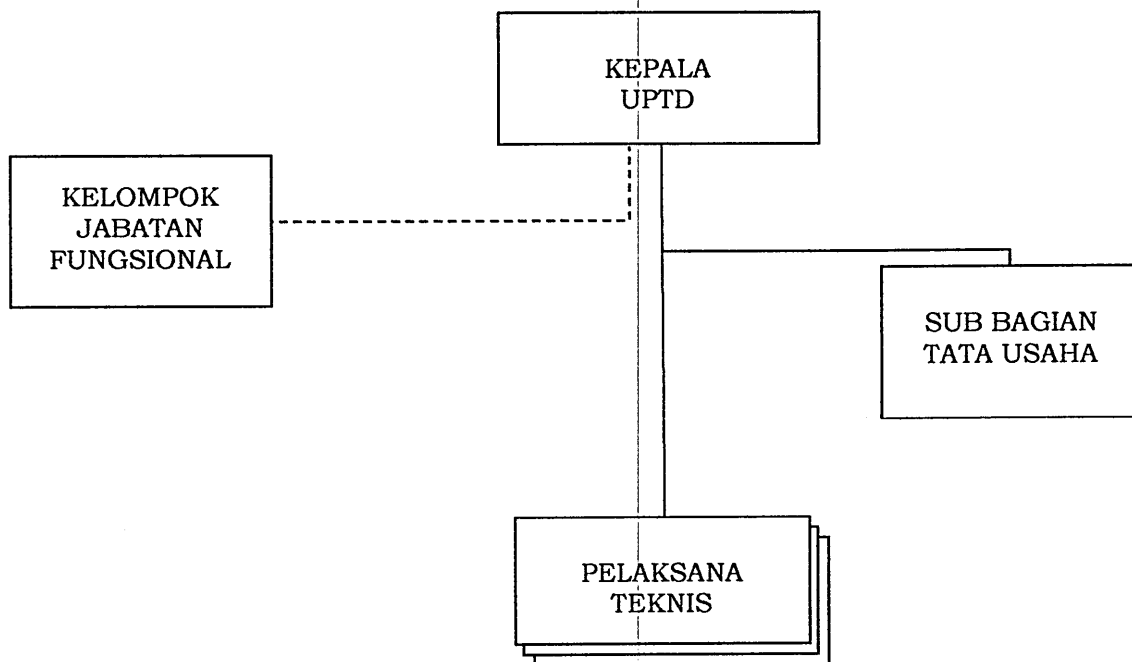 KEPALA
UPTD
KELOMPOK
JABATAN
FUNGSIONAL
SUB BAGIAN
TATA USAHA
PELAKSANA
TEKNIS